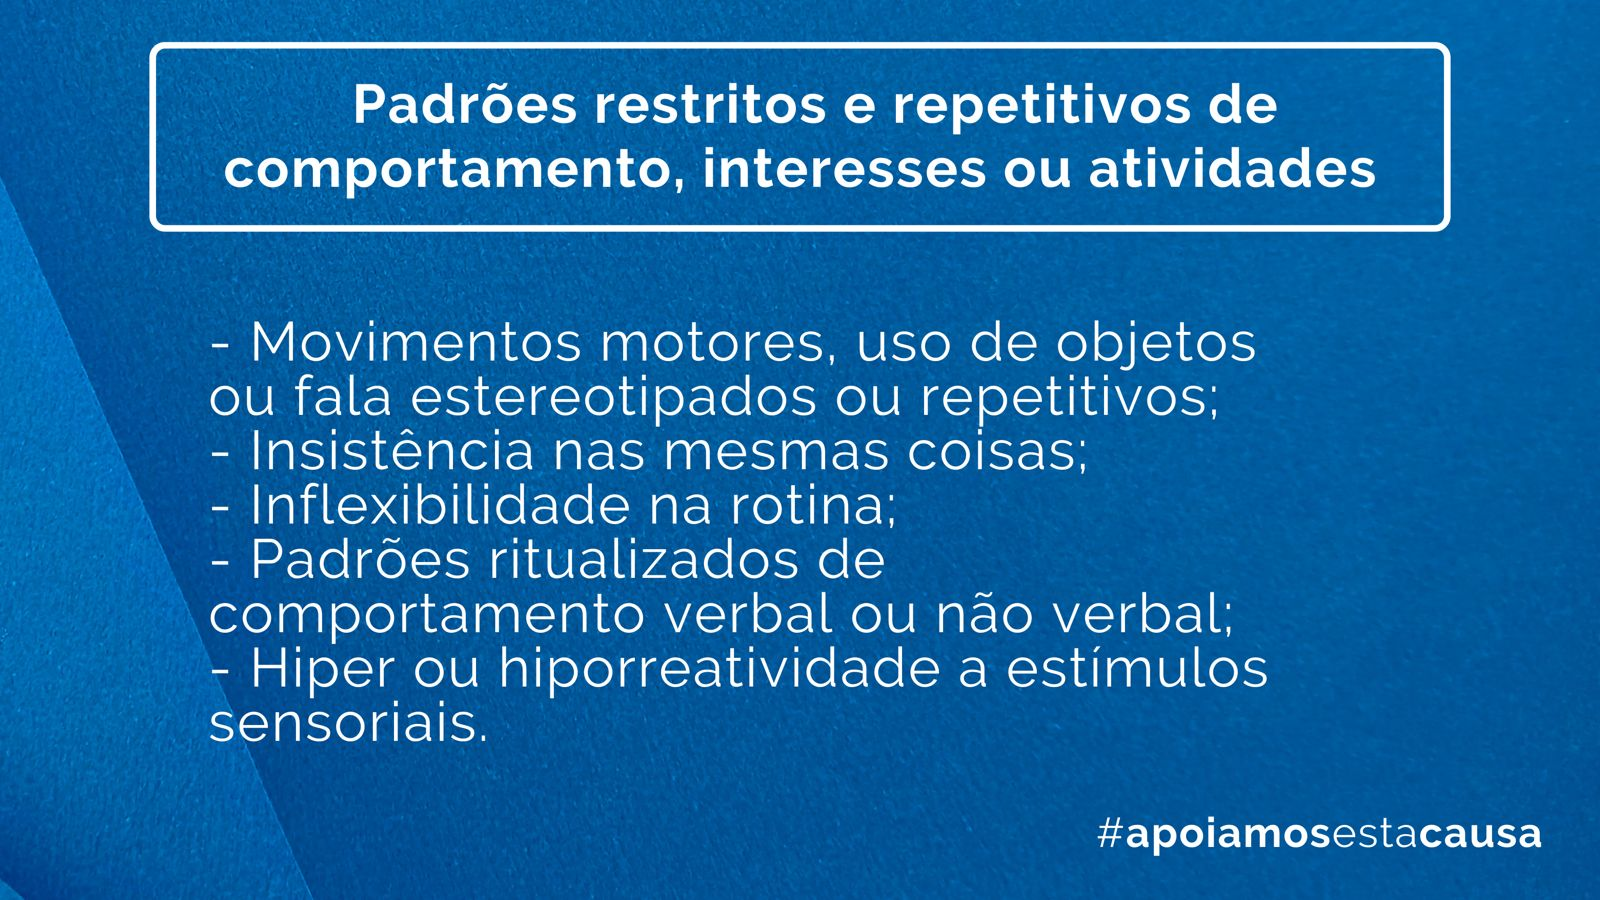 Padrões restritos e repetitivos de
comportamento, interesses ou atividades
- Movimentos motores, uso de objetos
ou fala estereotipados ou repetitivos;
- Insistência nas mesmas coisas;
- Inflexibilidade na rotina;
- Padrões ritualizados de
comportamento verbal ou não verbal;
- Hiper ou hiporreatividade a estímulos
sensoriais.
#apoiamosestacausa